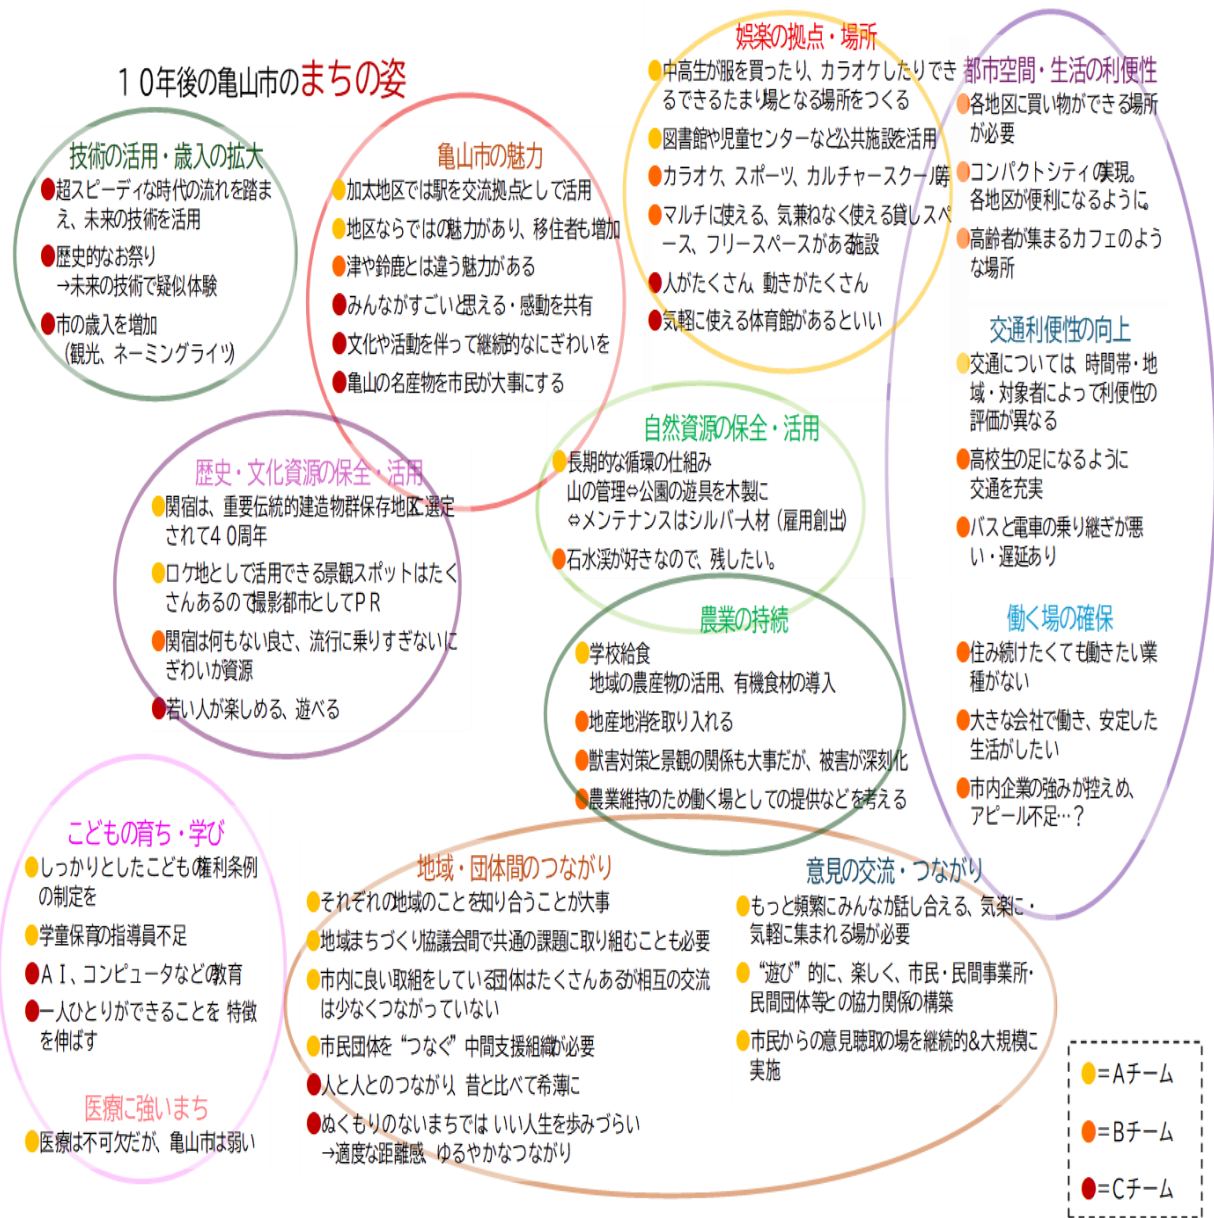 １０年後の亀山市のまちの姿
技術の活用・歳入の拡大
超スピーディな時代の流れを踏ま
え、未来の技術を活用
歴史的なお祭り
→未来の技術で疑似体験
市の歳入を増加
（観光、ネーミングライツ）
亀山市の魅力
加太地区では駅を交流拠点として活用
地区ならではの魅力があり、移住者も増加
津や鈴鹿とは違う魅力がある
みんながすごいと思える・感動を共有
文化や活動を伴って継続的なにぎわいを
亀山の名産物を市民が大事にする
娯楽の拠点・場所
中高生が服を買ったり、カラオケしたりでき
るできるたまり場となる場所をつくる
図書館や児童センターなど公共施設を活用
カラオケ、スポーツ、カルチャースクール等
マルチに使える、気兼ねなく使える貸しスペ
ース、フリースペースがある施設
人がたくさん、動きがたくさん
気軽に使える体育館があるといい
都市空間・生活の利便性
各地区に買い物ができる場所
が必要
コンパクトシティの実現。
各地区が便利になるように。
高齢者が集まるカフェのよう
な場所
交通利便性の向上
交通については、時間帯・地
域・対象者によって利便性の
評価が異なる
高校生の足になるように
交通を充実
バスと電車の乗り継ぎが悪
い・遅延あり
働く場の確保
住み続けたくても働きたい業
種がない
大きな会社で働き、安定した
生活がしたい
市内企業の強みが控えめ、
アピール不足…？
歴史・文化資源の保全・活用
関宿は、重要伝統的建造物群保存地区に選定
されて４０周年
ロケ地として活用できる景観スポットはたく
さんあるので撮影都市としてＰＲ
関宿は何もない良さ、流行に乗りすぎないに
ぎわいが資源
若い人が楽しめる、遊べる
自然資源の保全・活用
長期的な循環の仕組み
山の管理⇔公園の遊具を木製に
⇔メンテナンスはシルバー人材（雇用創出）
石水渓が好きなので、残したい。
農業の持続
学校給食
地域の農産物の活用、有機食材の導入
地産地消を取り入れる
獣害対策と景観の関係も大事だが、被害が深刻化
農業維持のため働く場としての提供などを考える
こどもの育ち・学び
しっかりとしたこどもの権利条例
の制定を
学童保育の指導員不足
ＡＩ、コンピュータなどの教育
一人ひとりができることを、特徴
を伸ばす
医療に強いまち
医療は不可欠だが、亀山市は弱い
地域・団体間のつながり
それぞれの地域のことを知り合うことが大事
地域まちづくり協議会間で共通の課題に取り組むことも必要
市内に良い取組をしている団体はたくさんあるが相互の交流
は少なくつながっていない
市民団体を“つなぐ”中間支援組織が必要
人と人とのつながり、昔と比べて希薄に
ぬくもりのないまちでは、いい人生を歩みづらい
→適度な距離感、ゆるやかなつながり
意見の交流・つながり
もっと頻繁にみんなが話し合える、気楽に・
気軽に集まれる場が必要
“遊び”的に、楽しく、市民・民間事業所・
民間団体等との協力関係の構築
市民からの意見聴取の場を継続的＆大規模に
実施
＝Ａチーム
＝Ｂチーム
＝Ｃチーム